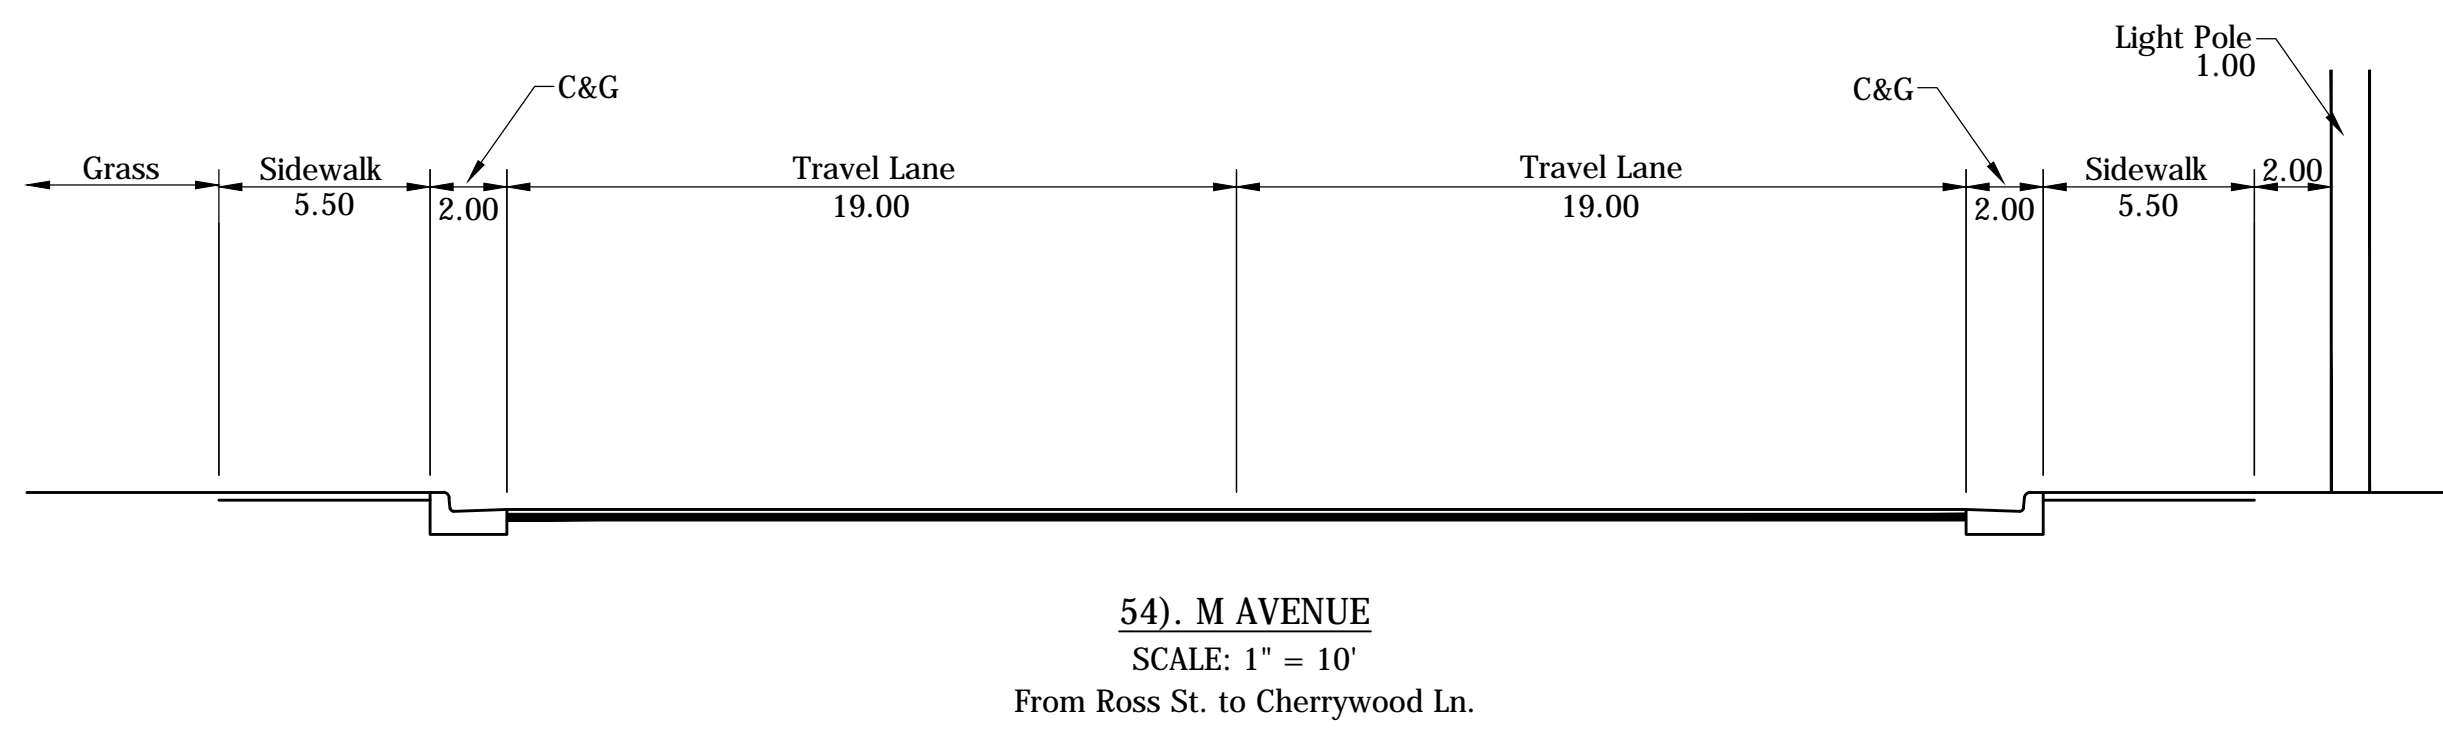 Light Pole
1.00
C&G
C&G
Grass
Sidewalk
5.50
2.00
Travel Lane
19.00
Travel Lane
19.00
2.00
Sidewalk
5.50
2.00
54). M AVENUE
SCALE: 1" = 10'
From Ross St. to Cherrywood Ln.